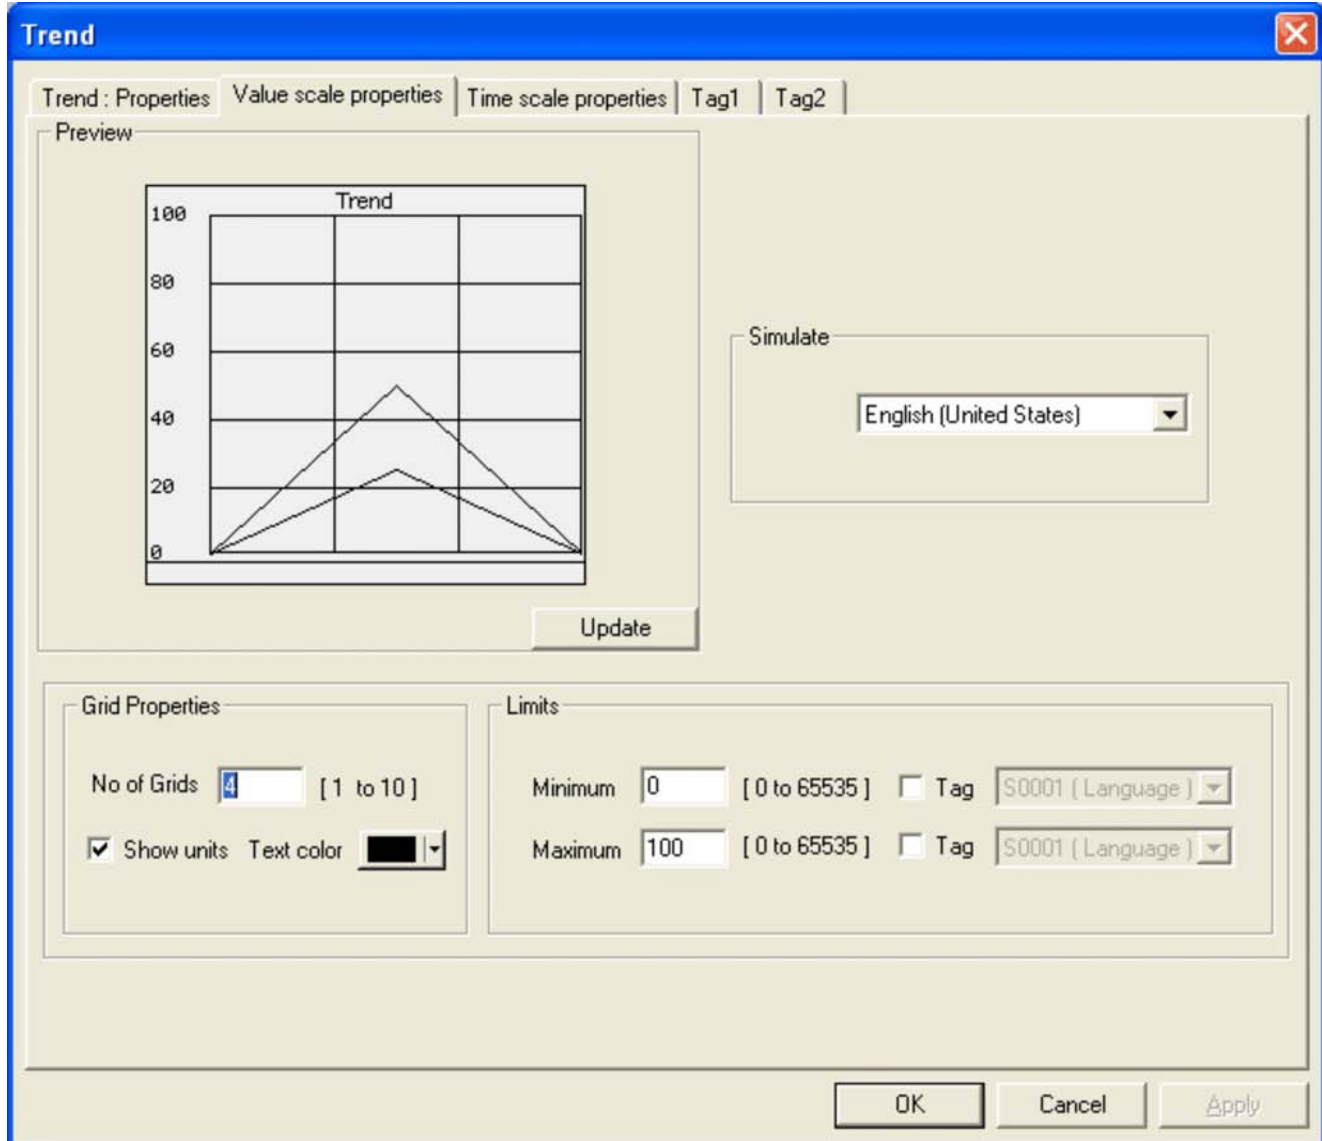 Trend
Trend : Properties Value scale properties Time scale properties Tag1 Tag2
Preview
Trend
100
80
60
40
20
0
Update
Simulate
English (United States)
Grid Properties
No of Grids 4 [ 1 to 10 ]
Show units Text color
Limits
Minimum 0 [ 0 to 65535 ] Tag S0001 ( Language )
Maximum 100 [ 0 to 65535 ] Tag S0001 ( Language )
OK Cancel Apply